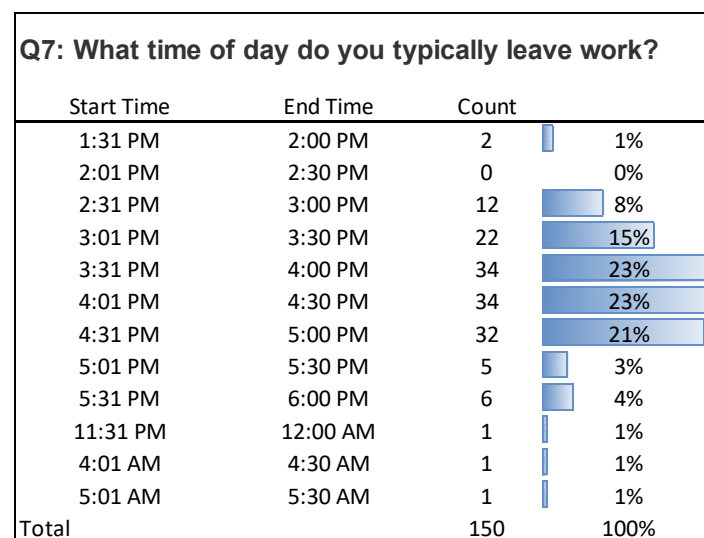 Q7: What time of day do you typically leave work?
Start Time End Time Count
1:31 PM 2:00 PM 2 1%
2:01 PM 2:30 PM 0 0%
2:31 PM 3:00 PM 12 8%
3:01 PM 3:30 PM 22 15%
3:31 PM 4:00 PM 34 23%
4:01 PM 4:30 PM 34 23%
4:31 PM 5:00 PM 32 21%
5:01 PM 5:30 PM 5 3%
5:31 PM 6:00 PM 6 4%
11:31 PM 12:00 AM 1 1%
4:01 AM 4:30 AM 1 1%
5:01 AM 5:30 AM 1 1%
Total 150 100%